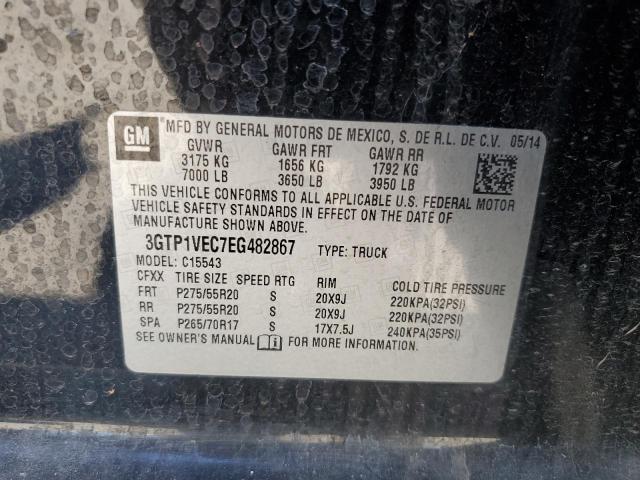 GM MFD BY GENERAL MOTORS DE MEXICO, S. DE R.L. DE C.V. 05/14
GVWR GAWR FRT GAWR RR
3175 KG 1656 KG 1792 KG
7000 LB 3650 LB 3950 LB
THIS VEHICLE CONFORMS TO ALL APPLICABLE U.S. FEDERAL MOTOR
VEHICLE SAFETY STANDARDS IN EFFECT ON THE DATE OF
MANUFACTURE SHOWN ABOVE.
3GTP1VEC7EG482867 TYPE: TRUCK
MODEL: C15543
CFXX TIRE SIZE SPEED RTG RIM COLD TIRE PRESSURE
FRT P275/55R20 S 20X9J 220KPA(32PSI)
RR P275/55R20 S 20X9J 220KPA(32PSI)
SPA P265/70R17 S 17X7.5J 240KPA(35PSI)
SEE OWNER'S MANUAL FOR MORE INFORMATION.